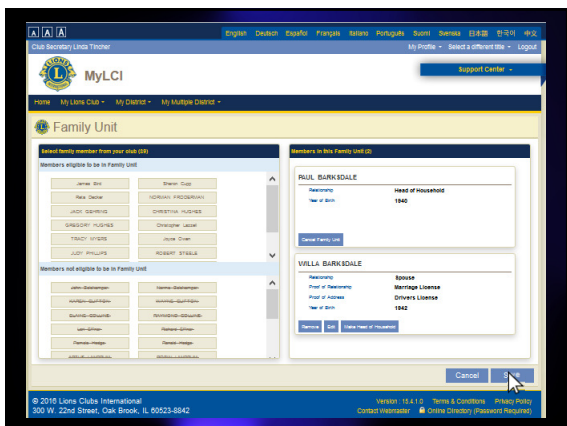 A A A
English Deutsch Español Français Italiano Português Suomi Svenska 日本語 한국어 中文
Club Secretary Linda Tincher
My Profile Select a different title Logout
LIONS
L
MyLCI
Support Center
Home My Lions Club My District My Multiple District
Family Unit
Select family member from your club (39)
Members eligible to be in Family Unit
Sharon Cupp
NORMAN FRODERMAN
JACK GEHRING CHRISTINA HUGHES
GREGORY HUGHES Christopher
TRACY MYERS Joyce Owen
JUDY PHILLIPS ROBERT STEELE
Members not eligible to be in Family Unit
Pamela Hodge
Members in this Family Unit (2)
PAUL BARKSDALE
Relationship Head of Household
Year of Birth 1940
Cancel Family Unit
WILLA BARKSDALE
Relationship Spouse
Proof of Relationship Marriage License
Proof of Address Drivers License
Year of Birth 1942
Remove Edit Make Head of Household
Cancel Save
© 2016 Lions Clubs International
300 W. 22nd Street, Oak Brook, IL 60523-8842
Version : 15.4.1.0 Terms & Conditions Privacy Policy
Contact Webmaster Online Directory (Password Required)